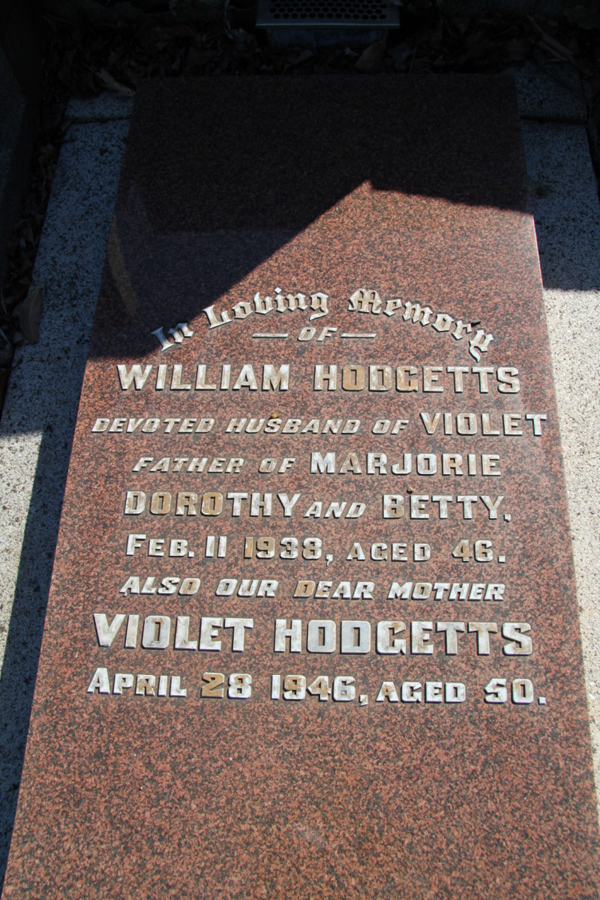 In Loving Memory
— OF —
WILLIAM HODGETTS
DEVOTED HUSBAND OF VIOLET
FATHER OF MARJORIE
DOROTHY AND BETTY,
FEB. 11 1938, AGED 46.
ALSO OUR DEAR MOTHER
VIOLET HODGETTS
APRIL 28 1946, AGED 50.